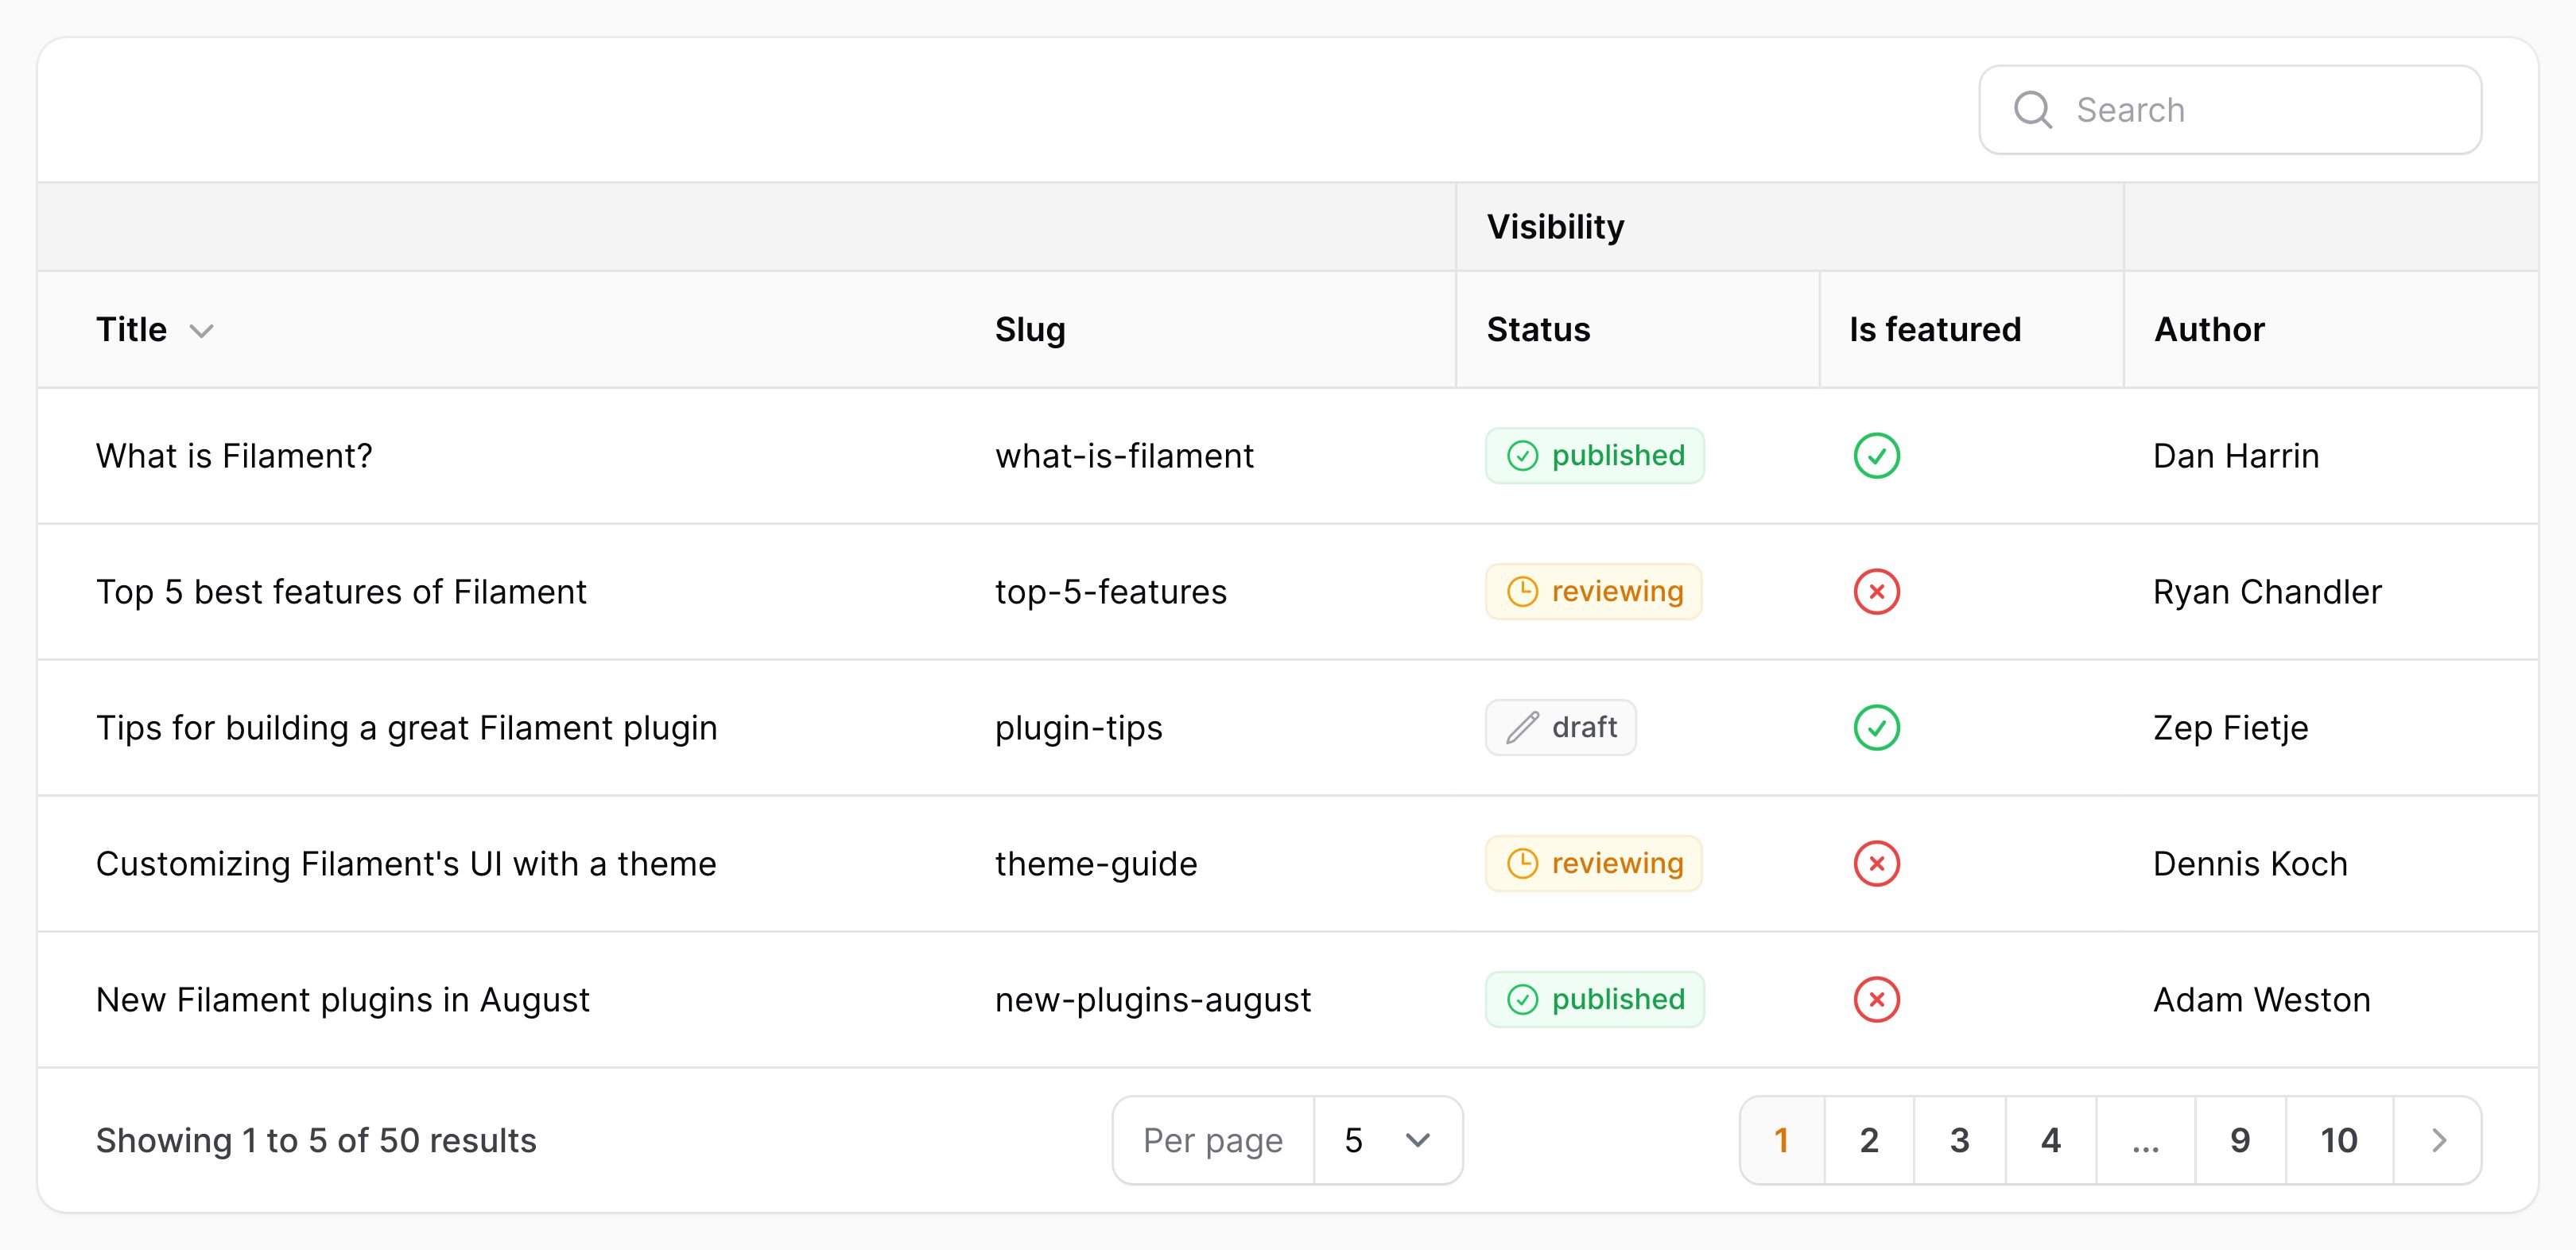 Search
Visibility
Title Slug Status Is featured Author
What is Filament? what-is-filament published Dan Harrin
Top 5 best features of Filament top-5-features reviewing Ryan Chandler
Tips for building a great Filament plugin plugin-tips draft Zep Fietje
Customizing Filament's UI with a theme theme-guide reviewing Dennis Koch
New Filament plugins in August new-plugins-august published Adam Weston
Showing 1 to 5 of 50 results Per page 5 1 2 3 4 ... 9 10